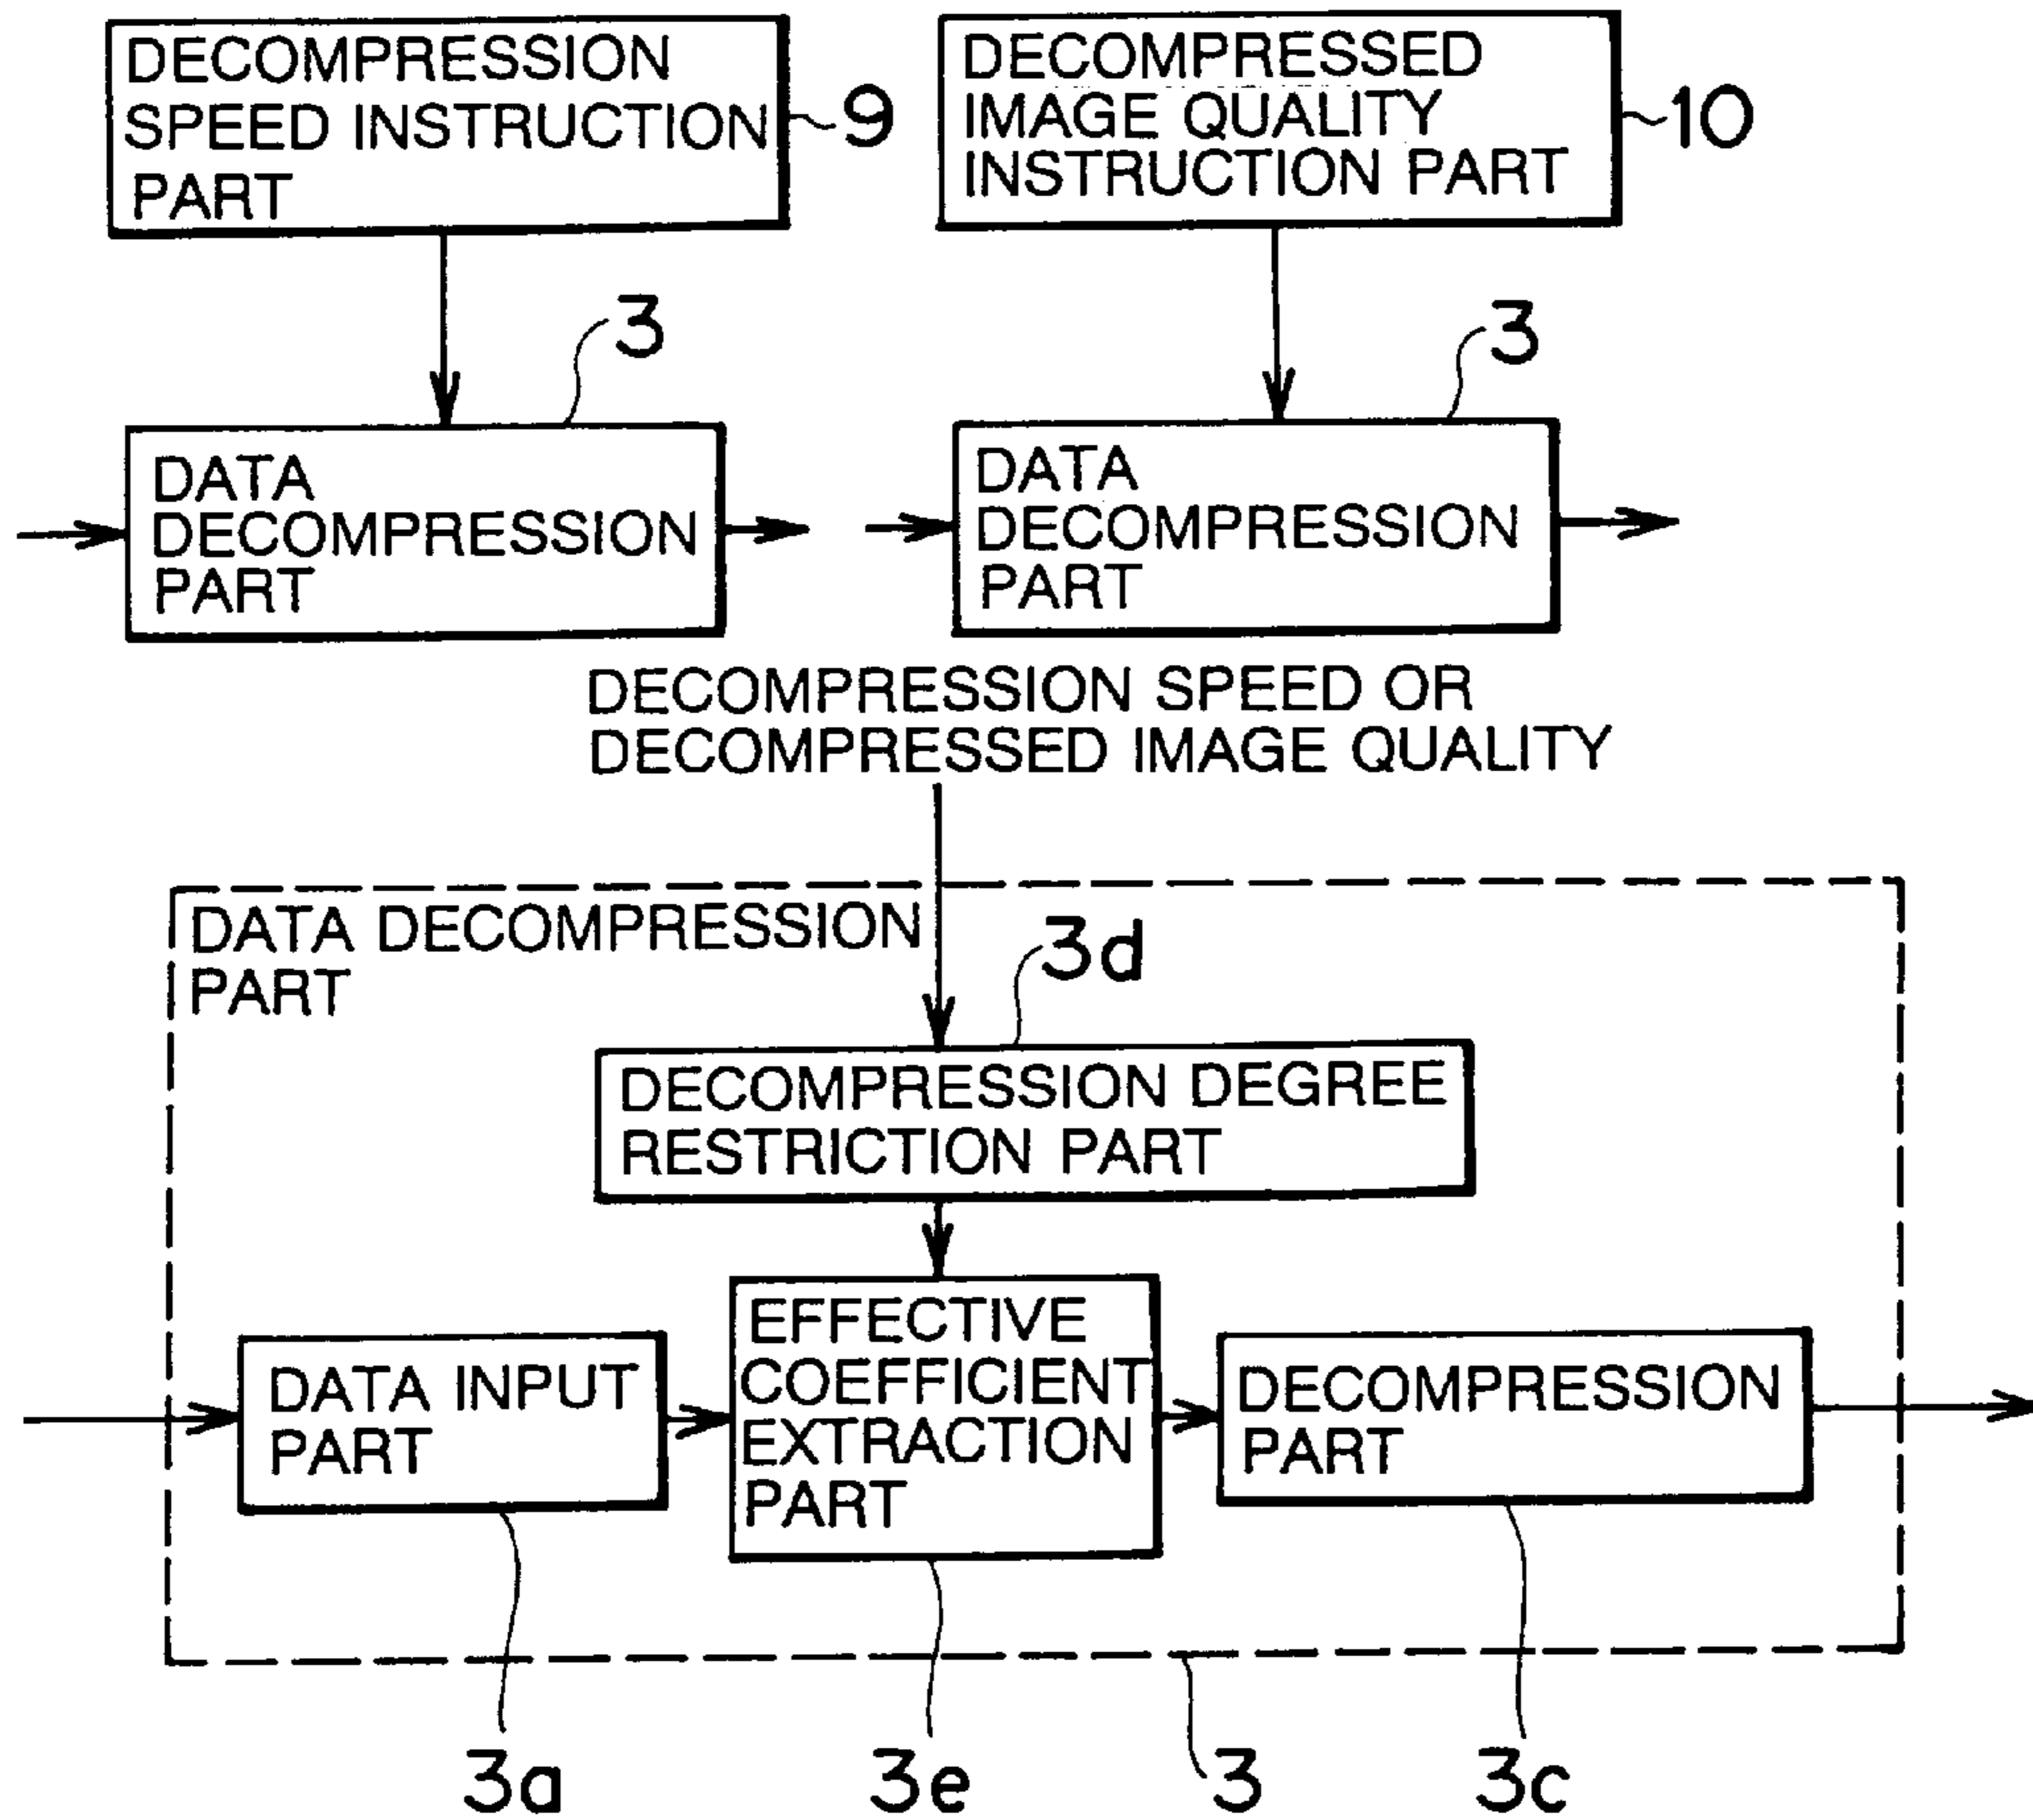 DECOMPRESSION
SPEED INSTRUCTION
PART
9
DECOMPRESSED
IMAGE QUALITY
INSTRUCTION PART
10
3
DATA
DECOMPRESSION
PART
3
DATA
DECOMPRESSION
PART
DECOMPRESSION SPEED OR
DECOMPRESSED IMAGE QUALITY
DATA DECOMPRESSION
PART
3d
DECOMPRESSION DEGREE
RESTRICTION PART
DATA INPUT
PART
EFFECTIVE
COEFFICIENT
EXTRACTION
PART
DECOMPRESSION
PART
3a
3e
3
3c